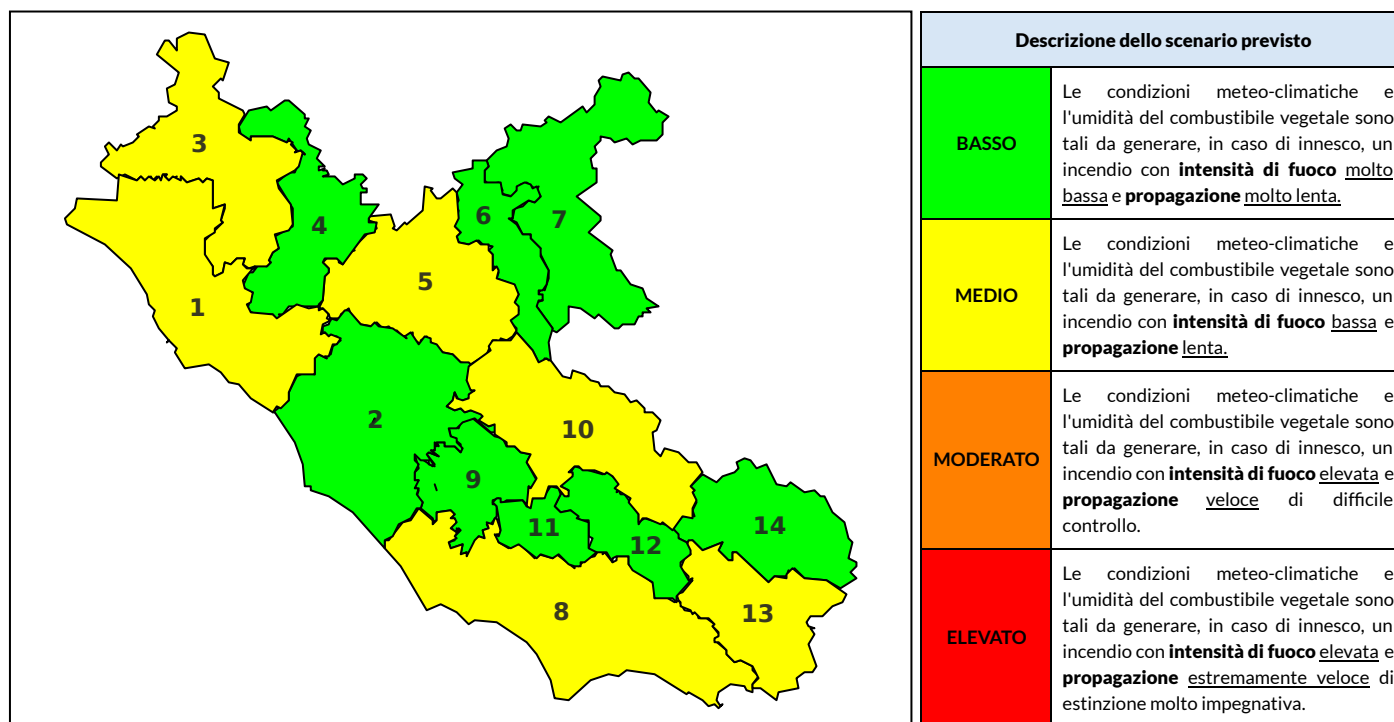 3
4
6
7
5
1
2
10
9
11
12
14
8
13
Descrizione dello scenario previsto
BASSO
Le condizioni meteo-climatiche e
l'umidità del combustibile vegetale sono
tali da generare, in caso di innesco, un
incendio con intensità di fuoco molto
bassa e propagazione molto lenta.
MEDIO
Le condizioni meteo-climatiche e
l'umidità del combustibile vegetale sono
tali da generare, in caso di innesco, un
incendio con intensità di fuoco bassa e
propagazione lenta.
MODERATO
Le condizioni meteo-climatiche e
l'umidità del combustibile vegetale sono
tali da generare, in caso di innesco, un
incendio con intensità di fuoco elevata e
propagazione veloce di difficile
controllo.
ELEVATO
Le condizioni meteo-climatiche e
l'umidità del combustibile vegetale sono
tali da generare, in caso di innesco, un
incendio con intensità di fuoco elevata e
propagazione estremamente veloce di
estinzione molto impegnativa.